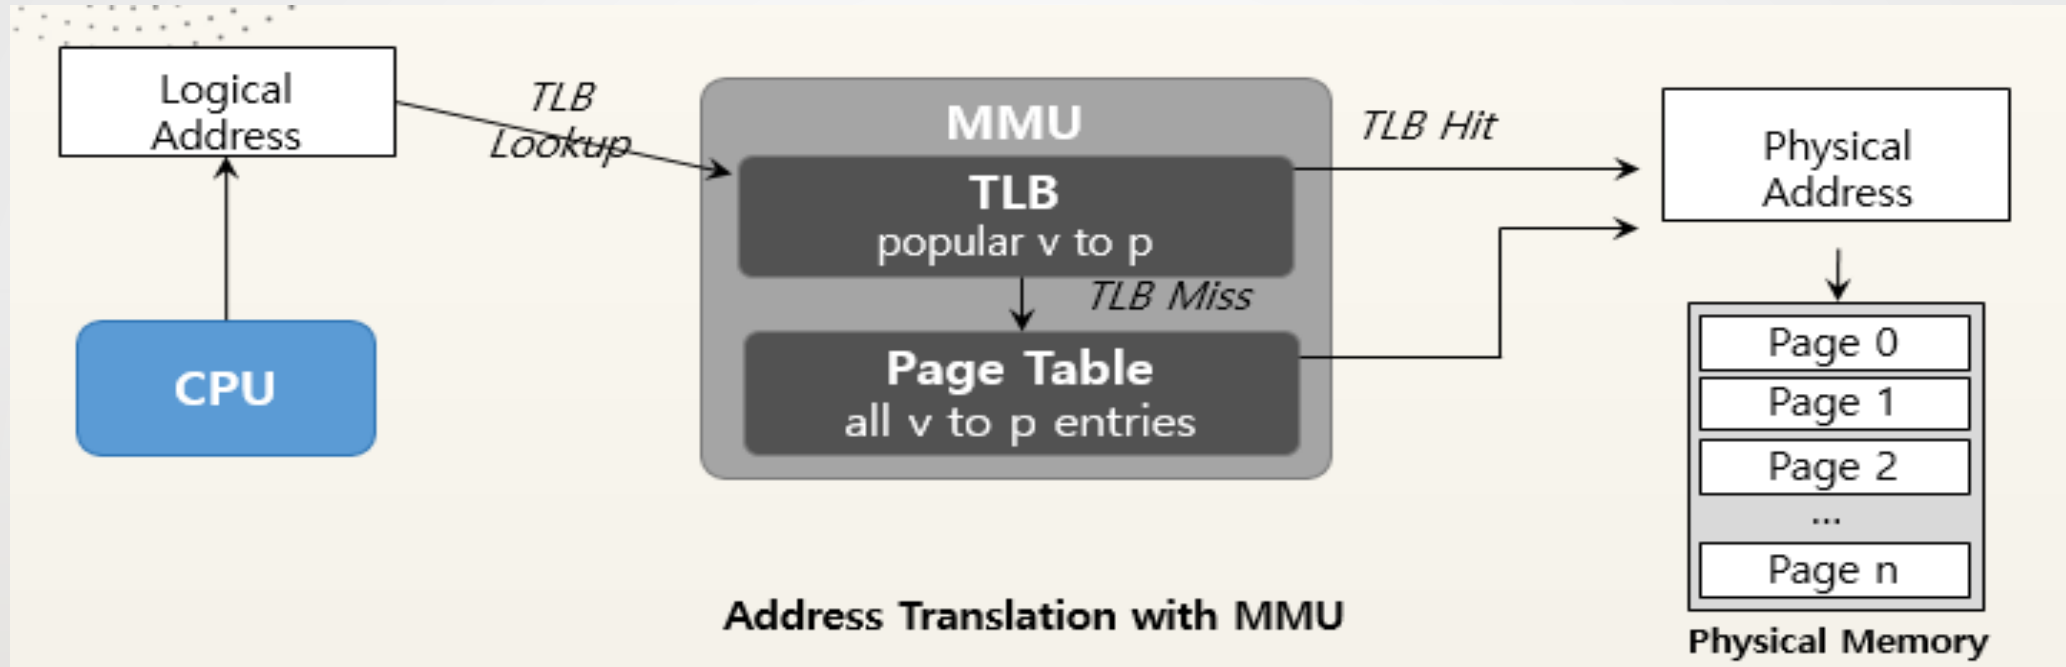 Logical
Address
TLB
Lookup
CPU
MMU
TLB
popular v to p
TLB Miss
Page Table
all v to p entries
TLB Hit
Physical
Address
Page 0
Page 1
Page 2
...
Page n
Physical Memory
Address Translation with MMU